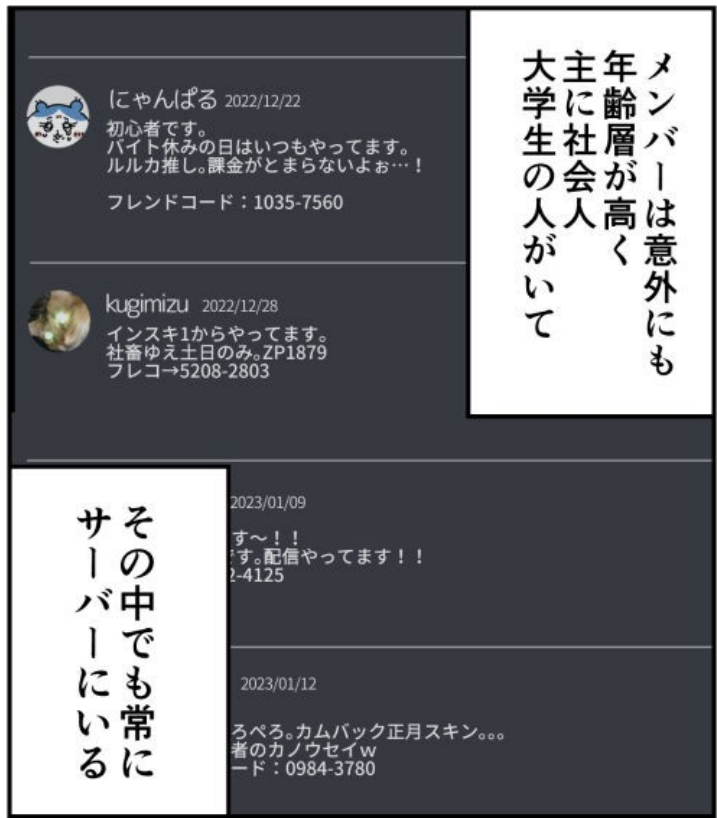 メンバーは意外にも
年齢層が高く
主に社会人
大学生の人がいて
にゃんぱる 2022/12/22
初心者です。
バイト休みの日はいつもやってます。
ルルカ推し。課金がとまらないよぉ…！
フレンドコード：1035-7560
kugimizu 2022/12/28
インスキ1からやってます。
社畜ゆえ土日のみ。ZP1879
フレコ→5208-2803
2023/01/09
す～！！
です。配信やってます！！
2-4125
2023/01/12
ろぺろ。カムバック正月スキン。。。
者のカノウセイｗ
ード：0984-3780
その中でも常に
サーバーにいる